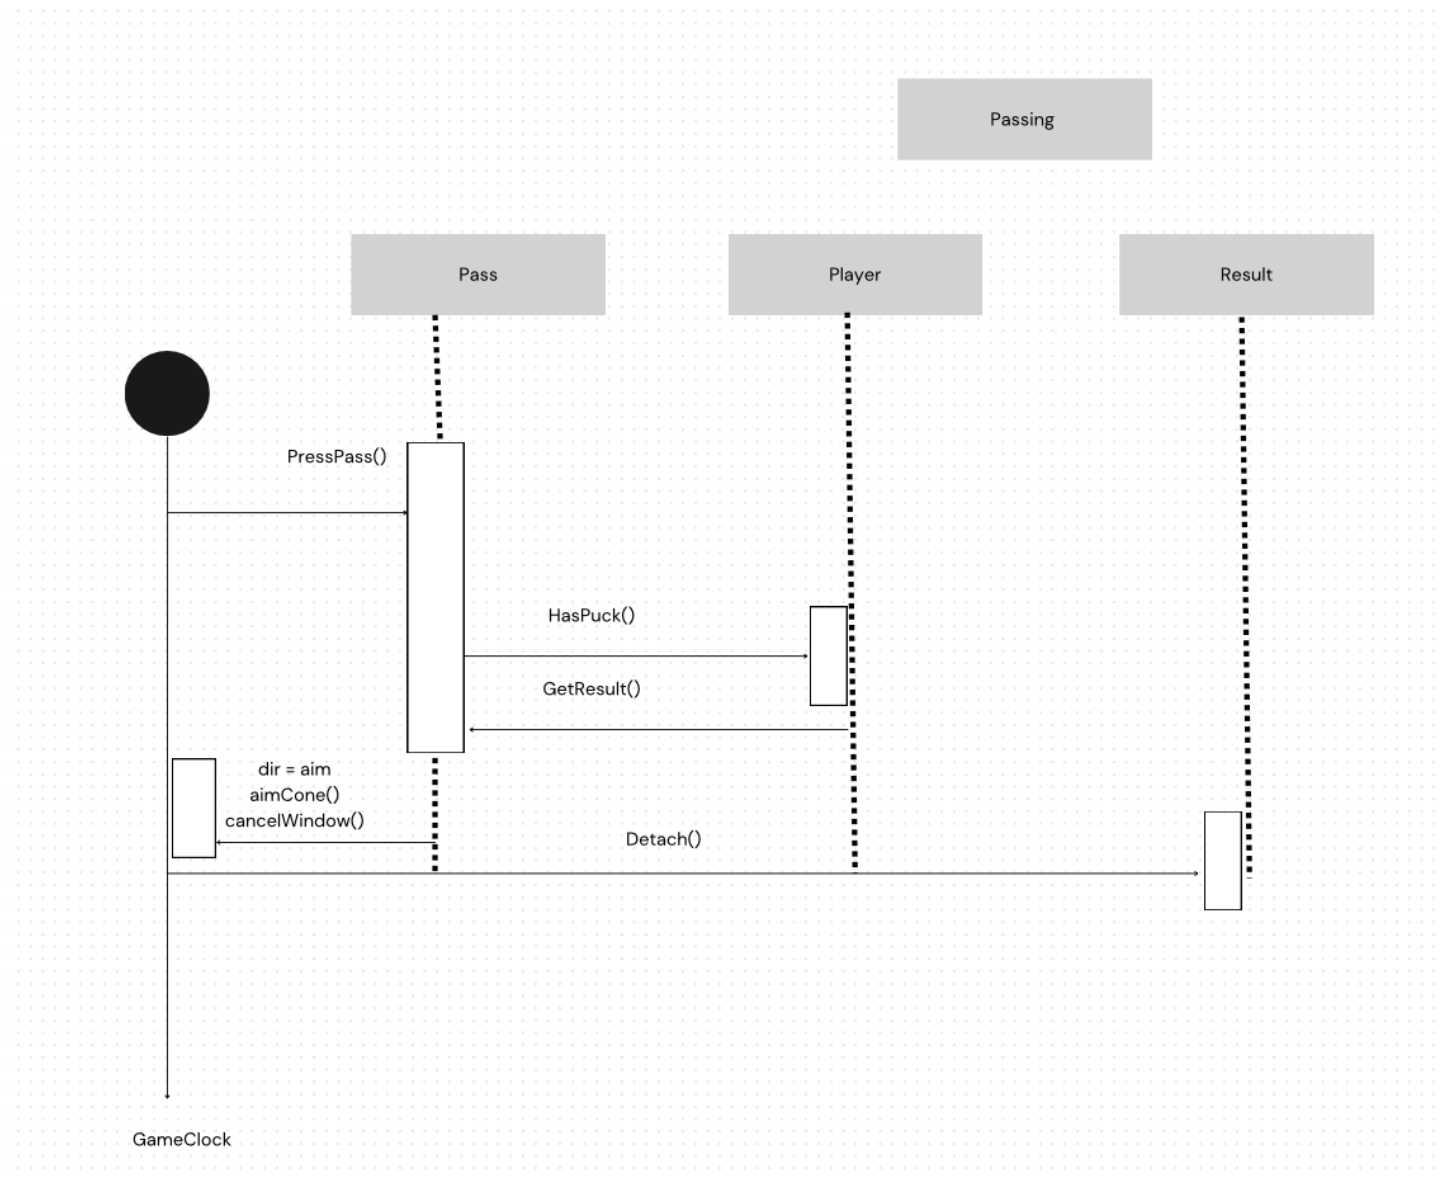 Passing
Pass
Player
Result
PressPass()
HasPuck()
GetResult()
dir = aim
aimCone()
cancelWindow()
Detach()
GameClock